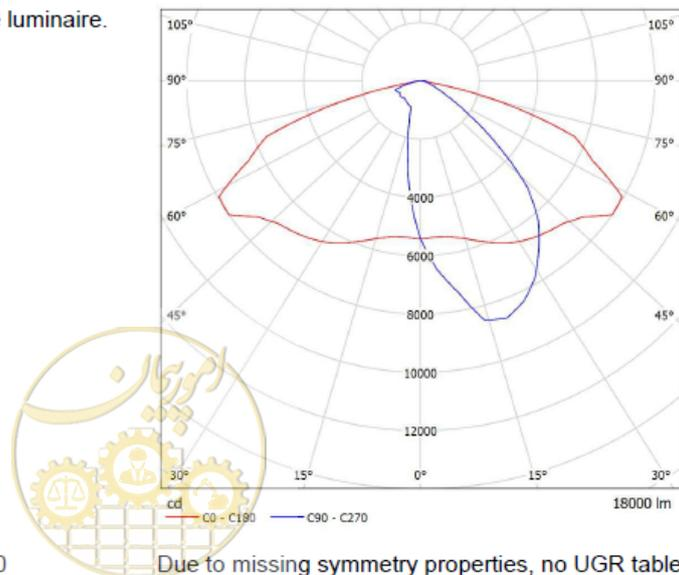 e luminaire.
105° 105°
90° 90°
75° 75°
60° 60°
45° 45°
4000
6000
8000
10000
12000
30° 15° 0° 15° 30°
cd 18000 lm
C0 - C180 C90 - C270
0 Due to missing symmetry properties, no UGR table